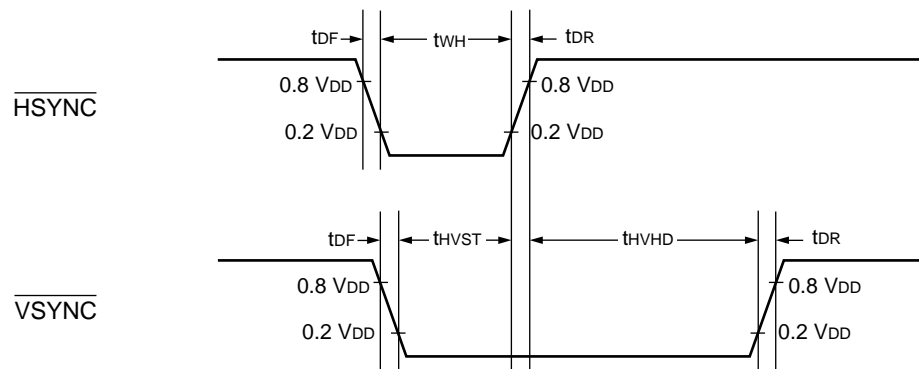 tDF tWH tDR
HSYNC
0.8 VDD 0.8 VDD
0.2 VDD 0.2 VDD
tDF tHVST tHVHD tDR
VSYNC
0.8 VDD 0.8 VDD
0.2 VDD 0.2 VDD